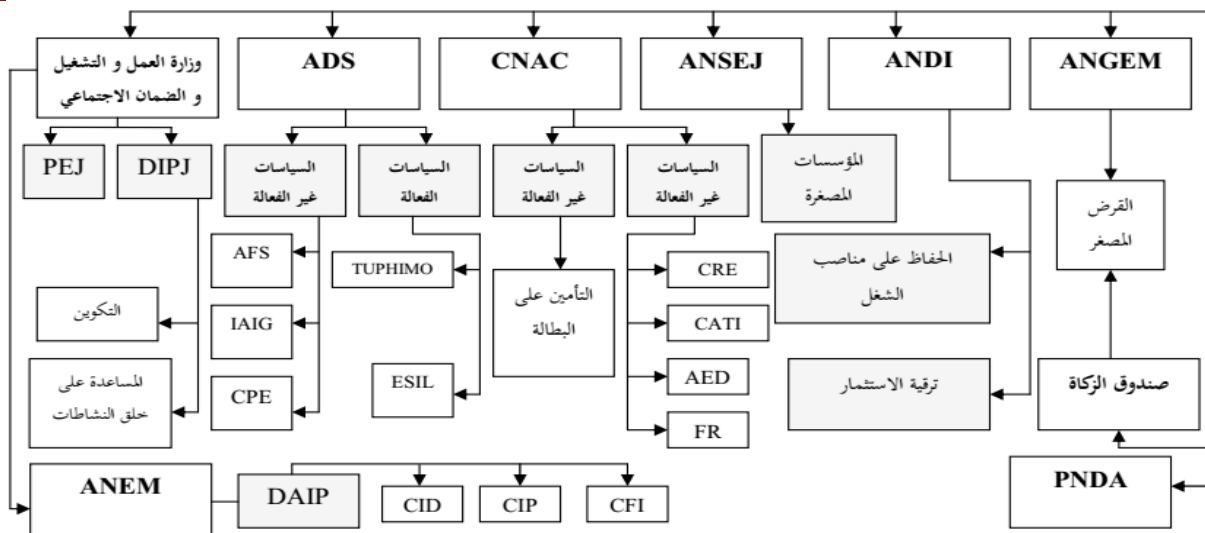 وزارة العمل و التشغيل
و الضمان الاجتماعي
ADS
CNAC
ANSEJ
ANDI
ANGEM
PEJ
DIPJ
السياسات
غير الفعالة
السياسات
الفعالة
السياسات
غير الفعالة
السياسات
غير الفعالة
المؤسسات
المصغرة
القرض
المصغر
AFS
TUPHIMO
التأمين على
البطالة
CRE
الحفاظ على مناصب
الشغل
التكوين
IAIG
CATI
المساعدة على
خلق النشاطات
CPE
ESIL
AED
ترقية الاستثمار
صندوق الزكاة
FR
ANEM
DAIP
CID
CIP
CFI
PNDA